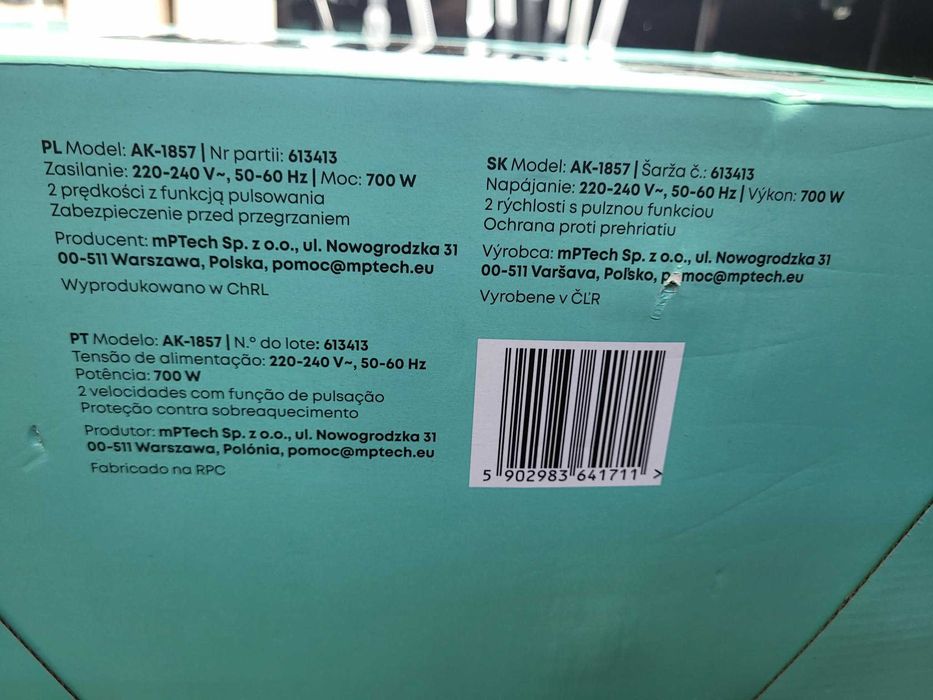 PL Model: AK-1857 | Nr partii: 613413
Zasilanie: 220-240 V~, 50-60 Hz | Moc: 700 W
2 prędkości z funkcją pulsowania
Zabezpieczenie przed przegrzaniem
Producent: mPTech Sp. z o.o., ul. Nowogrodzka 31
00-511 Warszawa, Polska, pomoc@mptech.eu
Wyprodukowano w ChRL
SK Model: AK-1857 | Šarža č.: 613413
Napájanie: 220-240 V~, 50-60 Hz | Výkon: 700 W
2 rýchlosti s pulznou funkciou
Ochrana proti prehriatiu
Výrobca: mPTech Sp. z o.o., ul. Nowogrodzka 31
00-511 Varšava, Poľsko, pomoc@mptech.eu
Vyrobene v ČĽR
PT Modelo: AK-1857 | N.º do lote: 613413
Tensão de alimentação: 220-240 V~, 50-60 Hz
Potência: 700 W
2 velocidades com função de pulsação
Proteção contra sobreaquecimento
Produtor: mPTech Sp. z o.o., ul. Nowogrodzka 31
00-511 Warszawa, Polónia, pomoc@mptech.eu
Fabricado na RPC
5 902983 641711 >